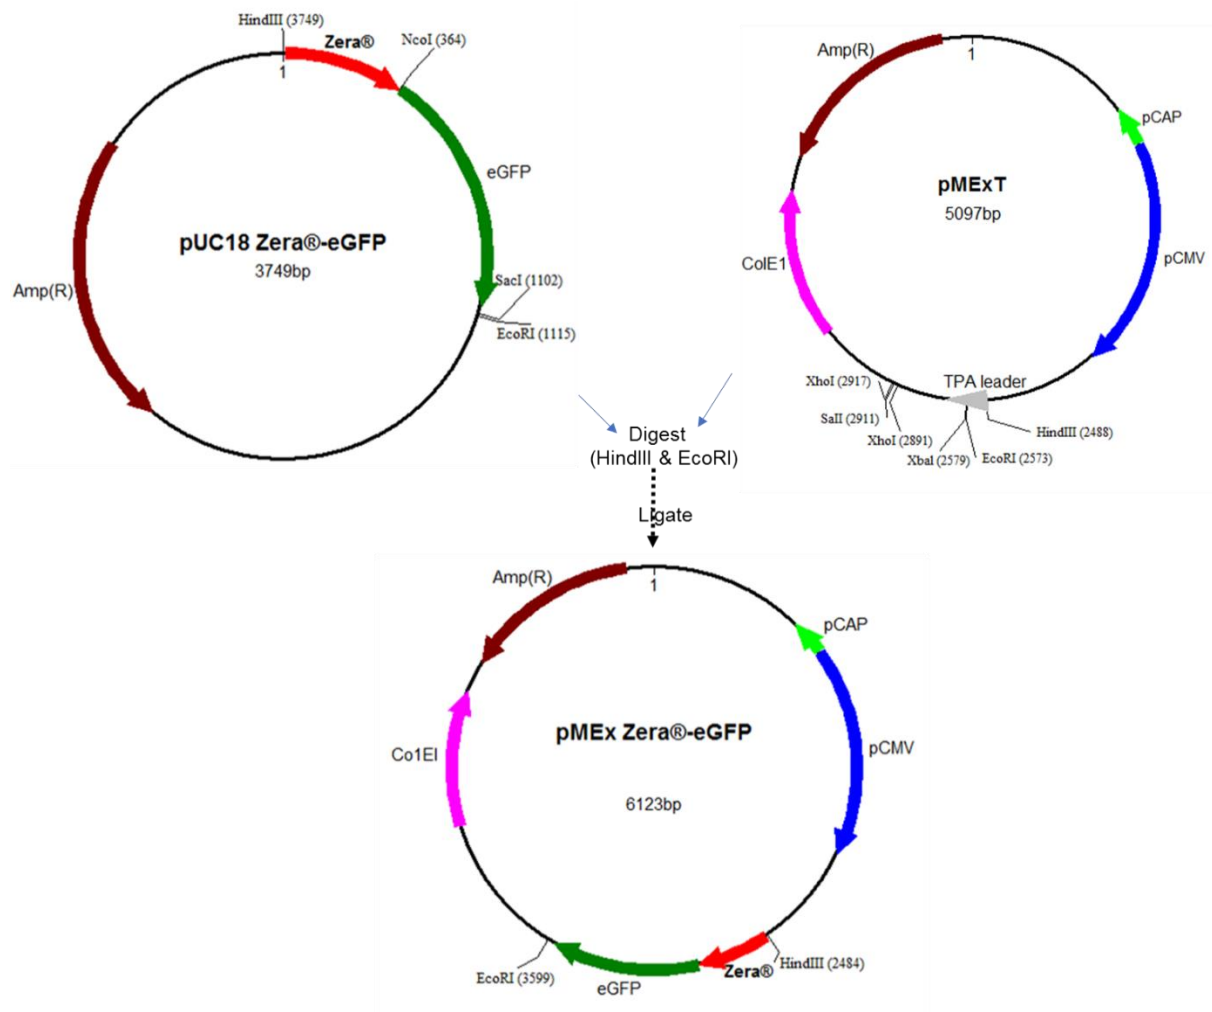 HindIII (3749)
Zera®
NcoI (364)
1
eGFP
pUC18 Zera®-eGFP
3749bp
Amp(R)
SacI (1102)
EcoRI (1115)
Amp(R)
1
pCAP
pMExT
5097bp
pCMV
ColE1
XhoI (2917)
TPA leader
SalI (2911)
HindIII (2488)
XhoI (2891)
XbaI (2579)
EcoRI (2573)
Digest
(HindIII & EcoRI)
Ligate
Amp(R)
1
pCAP
pMEx Zera®-eGFP
pCMV
Co1EI
6123bp
HindIII (2484)
Zera®
EcoRI (3599)
eGFP